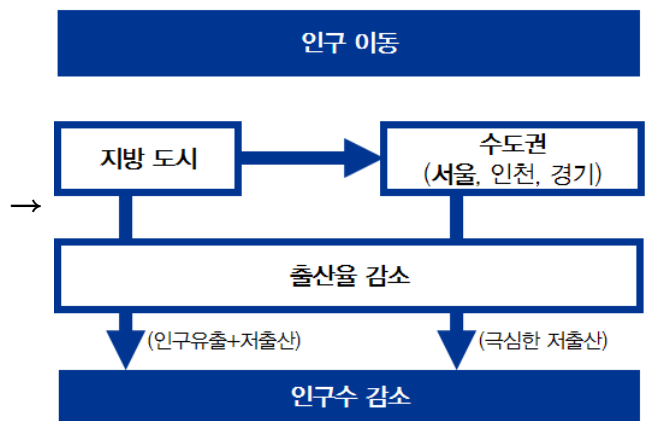 인구 이동
지방 도시
수도권
(서울, 인천, 경기)
→
출산율 감소
(인구유출+저출산)
(극심한 저출산)
인구수 감소